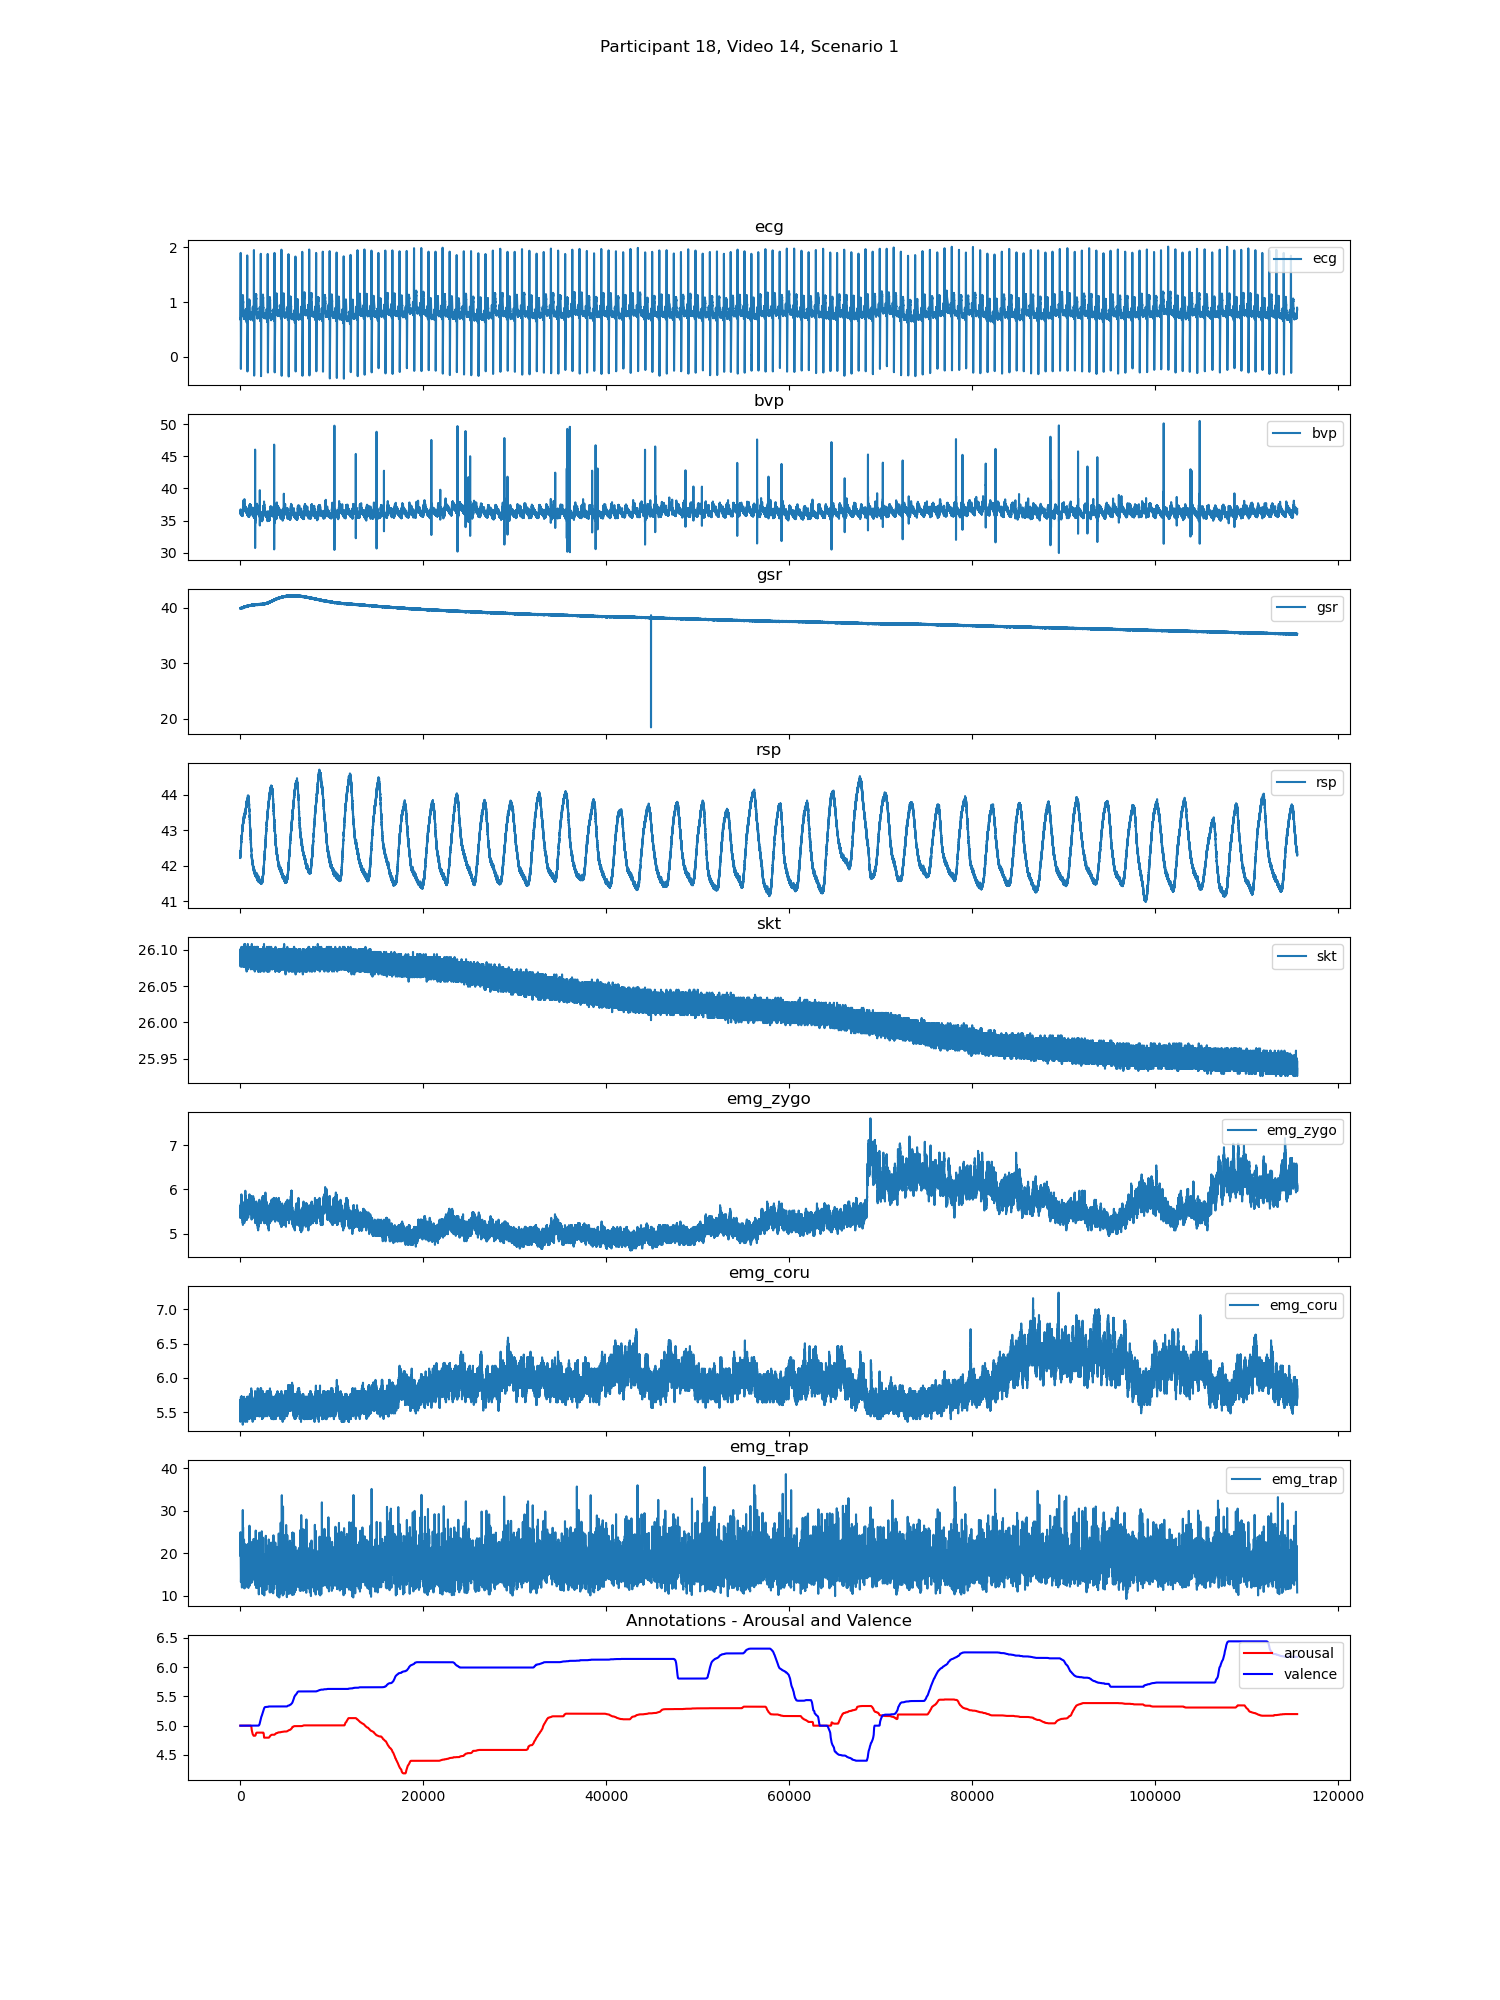 Participant 18, Video 14, Scenario 1
ecg
2
1
0
ecg
bvp
50
45
40
35
30
bvp
gsr
40
30
20
gsr
rsp
44
43
42
41
rsp
skt
26.10
26.05
26.00
25.95
skt
emg_zygo
7
6
5
emg_zygo
emg_coru
7.0
6.5
6.0
5.5
emg_coru
emg_trap
40
30
20
10
emg_trap
Annotations - Arousal and Valence
6.5
6.0
5.5
5.0
4.5
arousal
valence
0 20000 40000 60000 80000 100000 120000